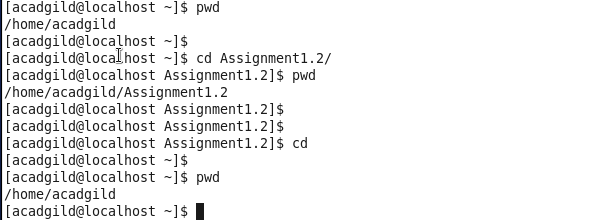 [acadgild@localhost ~]$ pwd
/home/acadgild
[acadgild@localhost ~]$
[acadgild@localhost ~]$ cd Assignment1.2/
[acadgild@localhost Assignment1.2]$ pwd
/home/acadgild/Assignment1.2
[acadgild@localhost Assignment1.2]$
[acadgild@localhost Assignment1.2]$
[acadgild@localhost Assignment1.2]$ cd
[acadgild@localhost ~]$
[acadgild@localhost ~]$ pwd
/home/acadgild
[acadgild@localhost ~]$